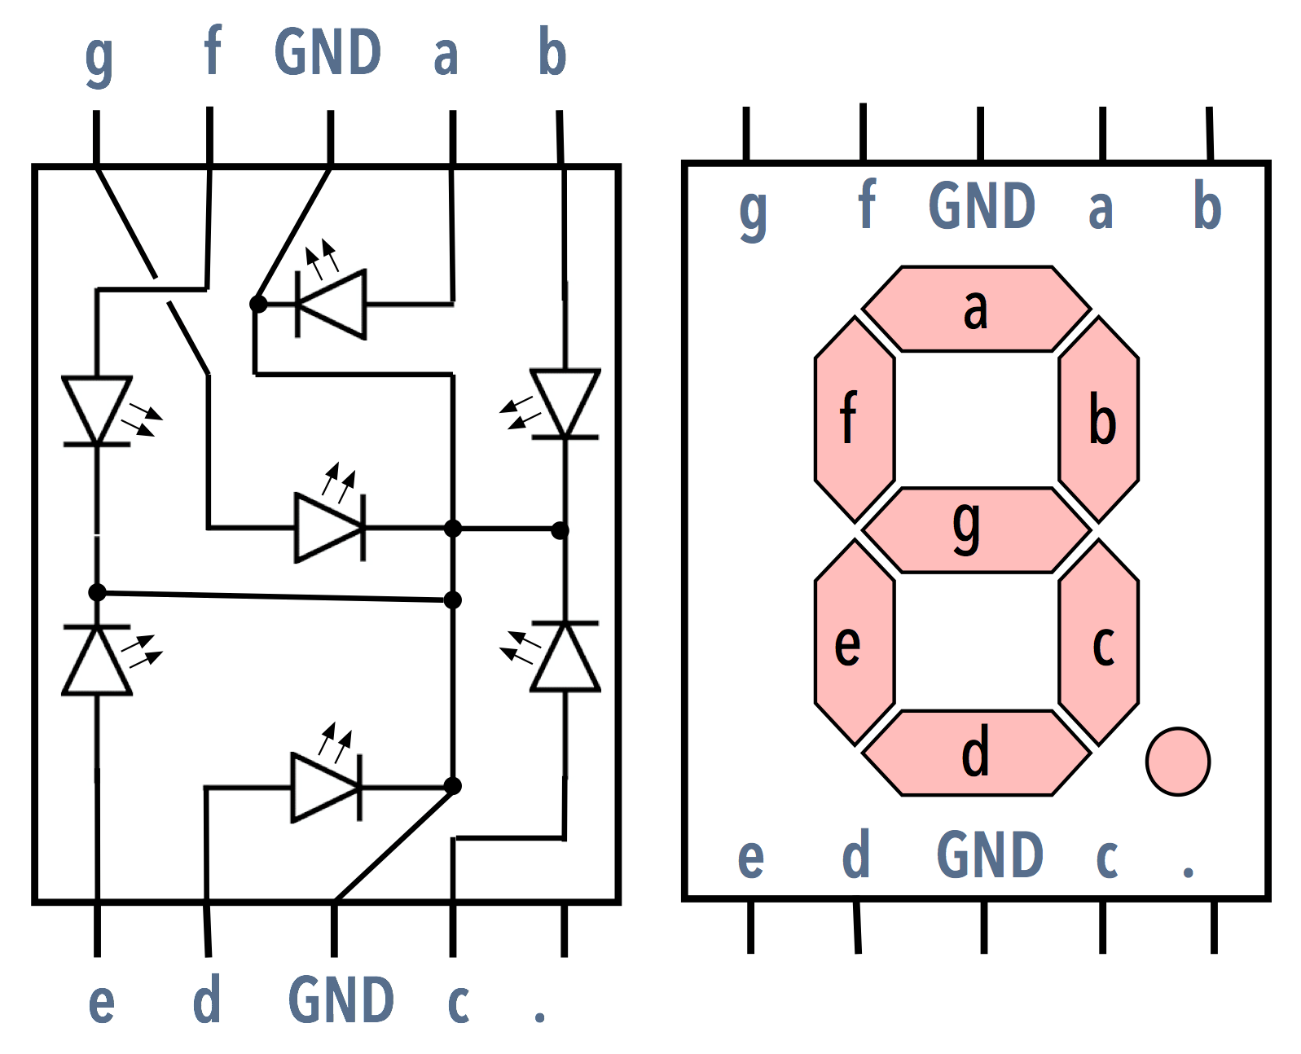 g f GND a b
e d GND c .
g f GND a b
a
f b
g
e c
d
e d GND c .